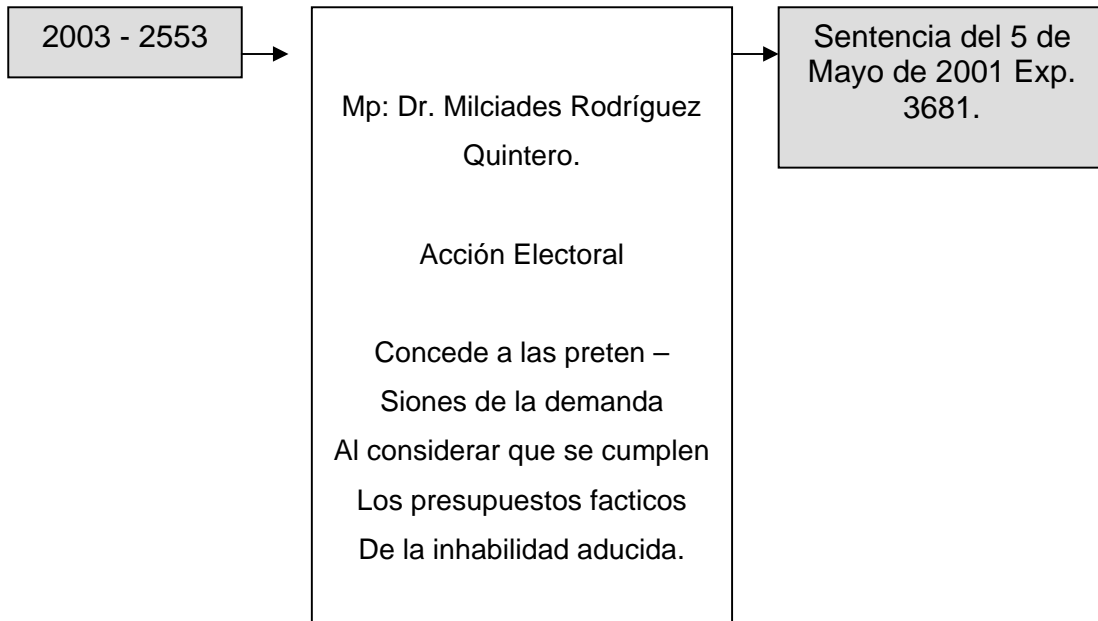 2003 - 2553
Mp: Dr. Milciades Rodríguez
Quintero.
Acción Electoral
Concede a las preten –
Siones de la demanda
Al considerar que se cumplen
Los presupuestos facticos
De la inhabilidad aducida.
Sentencia del 5 de
Mayo de 2001 Exp.
3681.